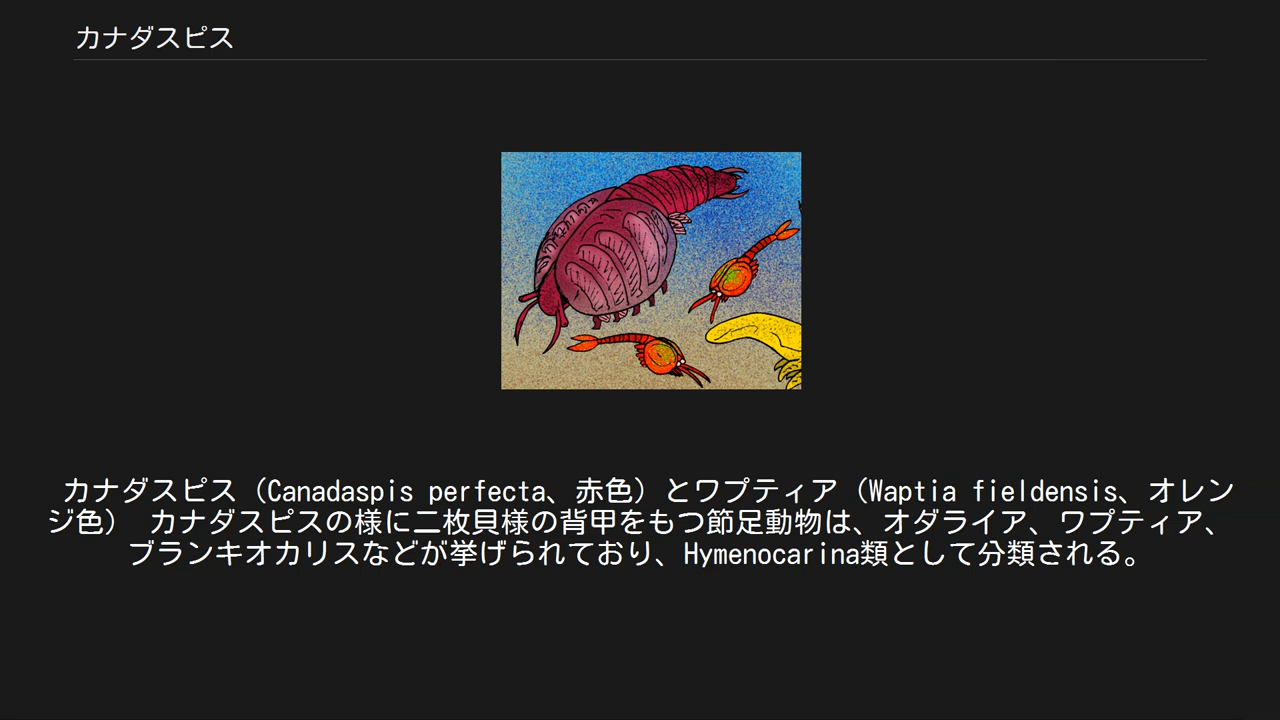 カナダスピス
カナダスピス（Canadaspis perfecta、赤色）とワプティア（Waptia fieldensis、オレン
ジ色） カナダスピスの様に二枚貝様の背甲をもつ節足動物は、オダライア、ワプティア、
ブランキオカリスなどが挙げられており、Hymenocarina類として分類される。